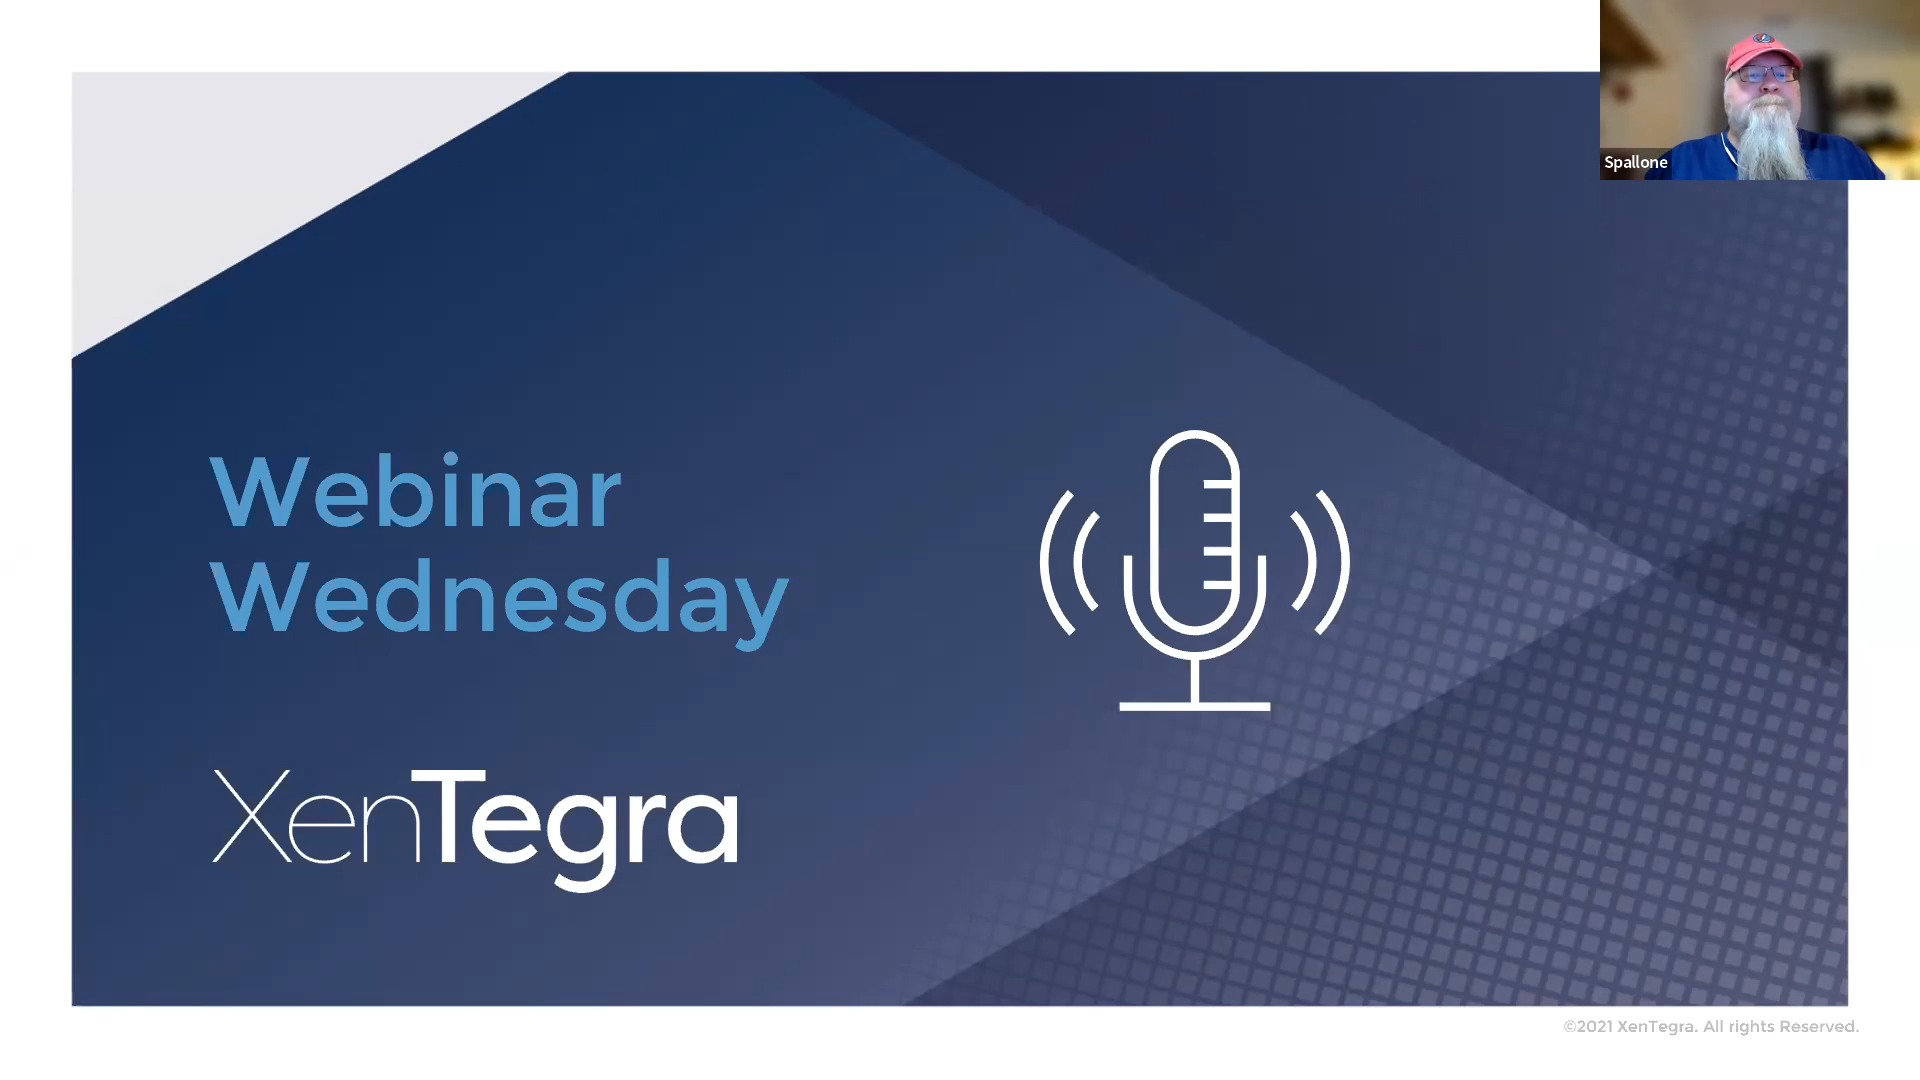 Spallone
Webinar
Wednesday
XenTegra
©2021 XenTegra. All rights Reserved.